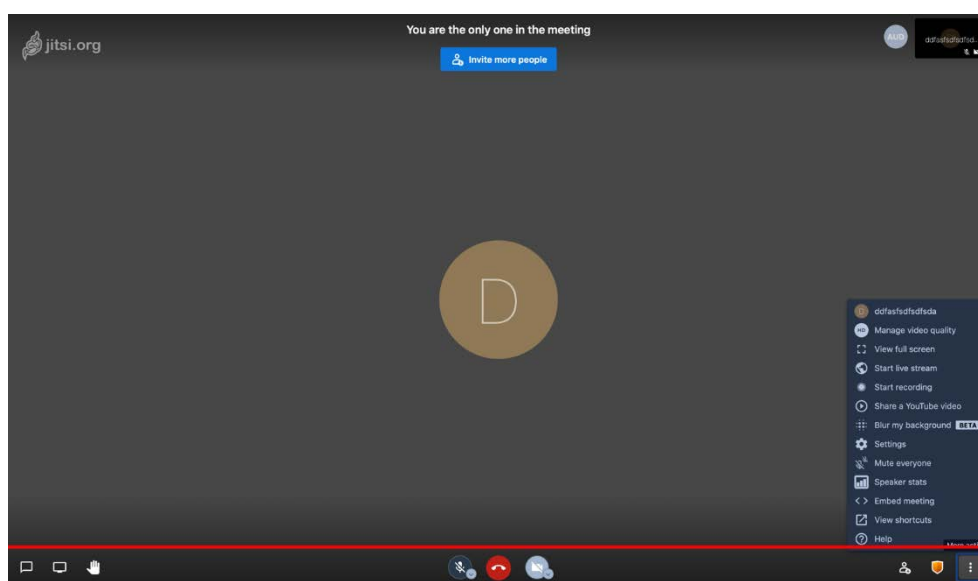 jitsi.org
You are the only one in the meeting
Invite more people
AUD
D
D ddfasfsdfsdfsda
HD Manage video quality
View full screen
Start live stream
Start recording
Share a YouTube video
Blur my background BETA
Settings
Mute everyone
Speaker stats
Embed meeting
View shortcuts
Help
More